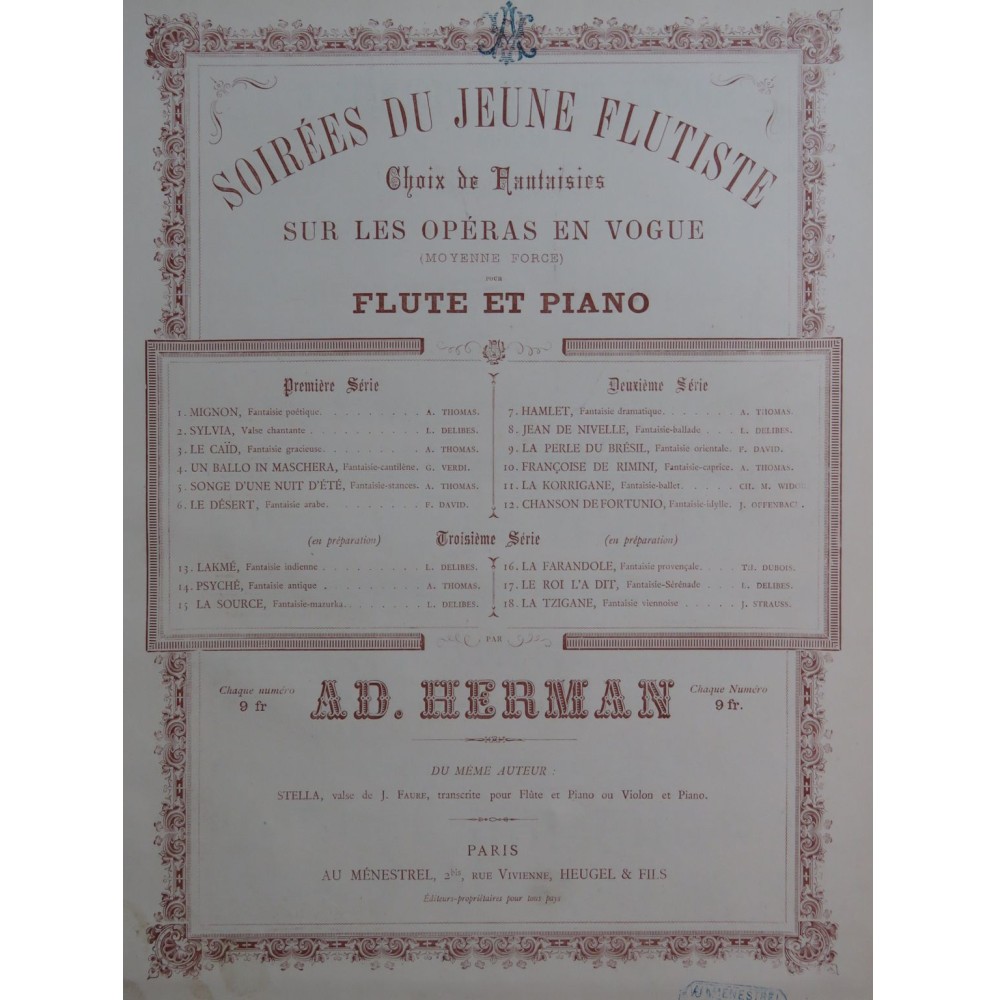 SOIRÉES DU JEUNE FLUTISTE
Choix de Fantaisies
SUR LES OPÉRAS EN VOGUE
(MOYENNE FORCE)
POUR
FLUTE ET PIANO
Première Série
1. MIGNON, Fantaisie poétique. A. THOMAS.
2. SYLVIA, Valse chantante L. DELIBES.
3. LE CAÏD, Fantaisie gracieuse. A. THOMAS.
4. UN BALLO IN MASCHERA, Fantaisie-cantilène. G. VERDI.
5. SONGE D'UNE NUIT D'ÉTÉ, Fantaisie-stances. A. THOMAS.
6. LE DÉSERT, Fantaisie arabe. F. DAVID.
Deuxième Série
7. HAMLET, Fantaisie dramatique. A. THOMAS.
8. JEAN DE NIVELLE, Fantaisie-ballade L. DELIBES.
9. LA PERLE DU BRÉSIL, Fantaisie orientale. F. DAVID.
10. FRANÇOISE DE RIMINI, Fantaisie-caprice. A. THOMAS.
11. LA KORRIGANE, Fantaisie-ballet. CH. M. WIDOR
12. CHANSON DE FORTUNIO, Fantaisie-idylle. J. OFFENBACH.
(en préparation) Troisième Série (en préparation)
13. LAKMÉ, Fantaisie indienne L. DELIBES.
14. PSYCHÉ, Fantaisie antique. A. THOMAS.
15 LA SOURCE, Fantaisie-mazurka. L. DELIBES.
16. LA FARANDOLE, Fantaisie provençale. TH. DUBOIS.
17. LE ROI L'A DIT, Fantaisie-Sérénade L. DELIBES.
18. LA TZIGANE, Fantaisie viennoise J. STRAUSS.
PAR
Chaque numéro
9 fr
AD. HERMAN
Chaque Numéro
9 fr.
DU MÊME AUTEUR :
STELLA, valse de J. FAURE, transcrite pour Flûte et Piano ou Violon et Piano.
PARIS
AU MÉNESTREL, 2bis, RUE VIVIENNE, HEUGEL & FILS
Éditeurs-propriétaires pour tous pays